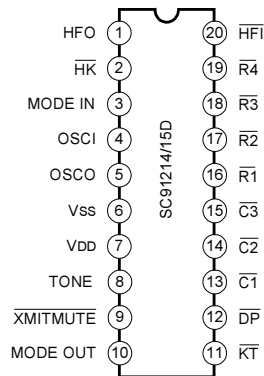 HFO 1
HK 2
MODE IN 3
OSCI 4
OSCO 5
VSS 6
VDD 7
TONE 8
XMITMUTE 9
MODE OUT 10
SC91214/15D
20 HFI
19 R4
18 R3
17 R2
16 R1
15 C3
14 C2
13 C1
12 DP
11 KT